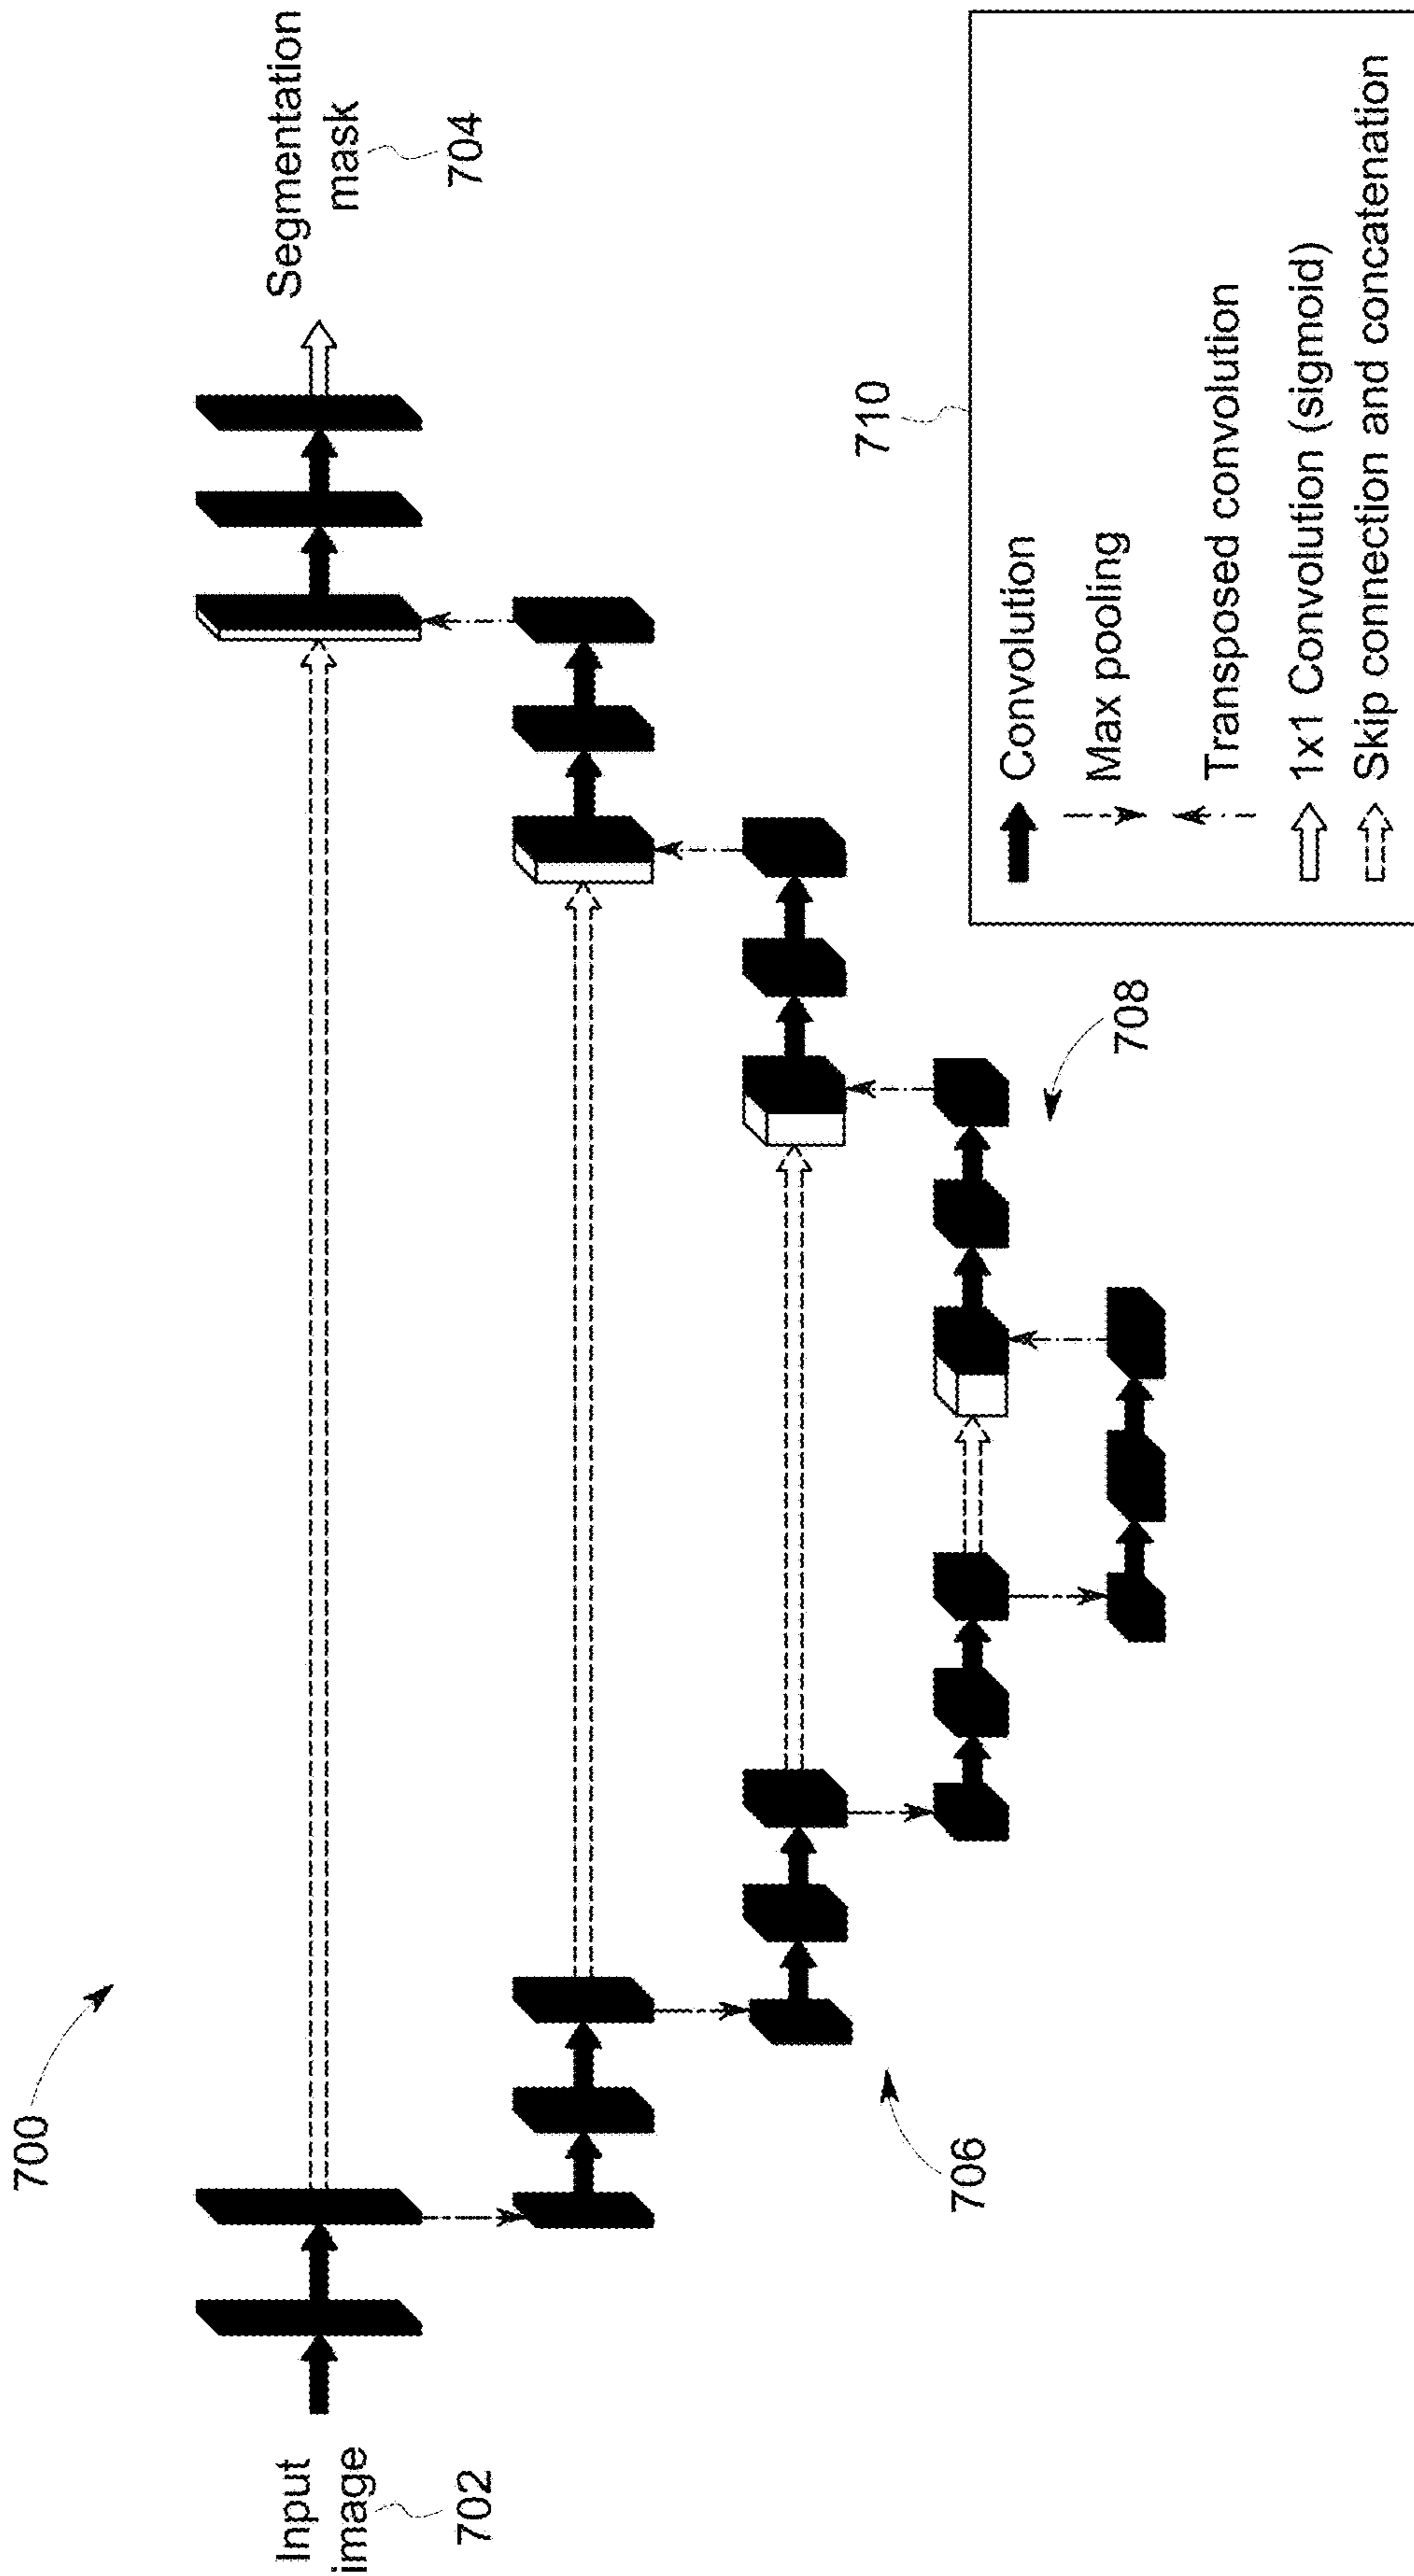 700
Input
image
702
Segmentation
mask
704
706
708
710
Convolution
Max pooling
Transposed convolution
1x1 Convolution (sigmoid)
Skip connection and concatenation